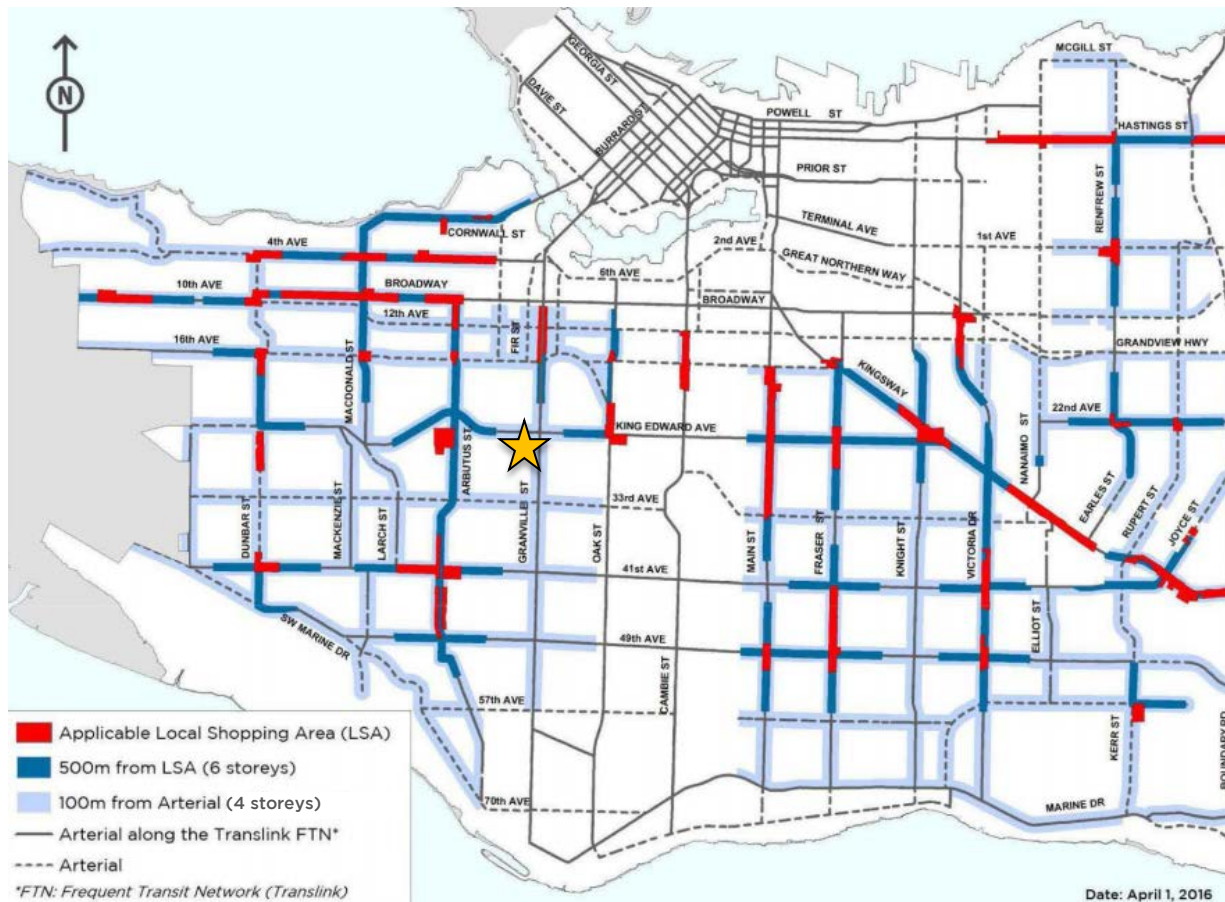 N
MCGILL ST
GEORGIA ST
DAVIE ST
BURRARD ST
POWELL ST
HASTINGS ST
PRIOR ST
RENFREW ST
TERMINAL AVE
CORNWALL ST
4th AVE
2nd AVE
1st AVE
GREAT NORTHERN WAY
6th AVE
10th AVE
BROADWAY
BROADWAY
12th AVE
FIR ST
16th AVE
GRANDVIEW HWY
MACDONALD ST
KINGSWAY
22nd AVE
KING EDWARD AVE
ARBUTUS ST
NANAIMO ST
33rd AVE
EARLES ST
RUPERT ST
JOYCE ST
DUNBAR ST
MACKENZIE ST
LARCH ST
GRANVILLE ST
OAK ST
MAIN ST
FRASER ST
KNIGHT ST
VICTORIA DR
41st AVE
ELLIOT ST
SW MARINE DR
49th AVE
CAMBIE ST
57th AVE
KERR ST
BOUNDARY RD
70th AVE
MARINE DR
Applicable Local Shopping Area (LSA)
500m from LSA (6 storeys)
100m from Arterial (4 storeys)
Arterial along the Translink FTN*
Arterial
*FTN: Frequent Transit Network (Translink)
Date: April 1, 2016